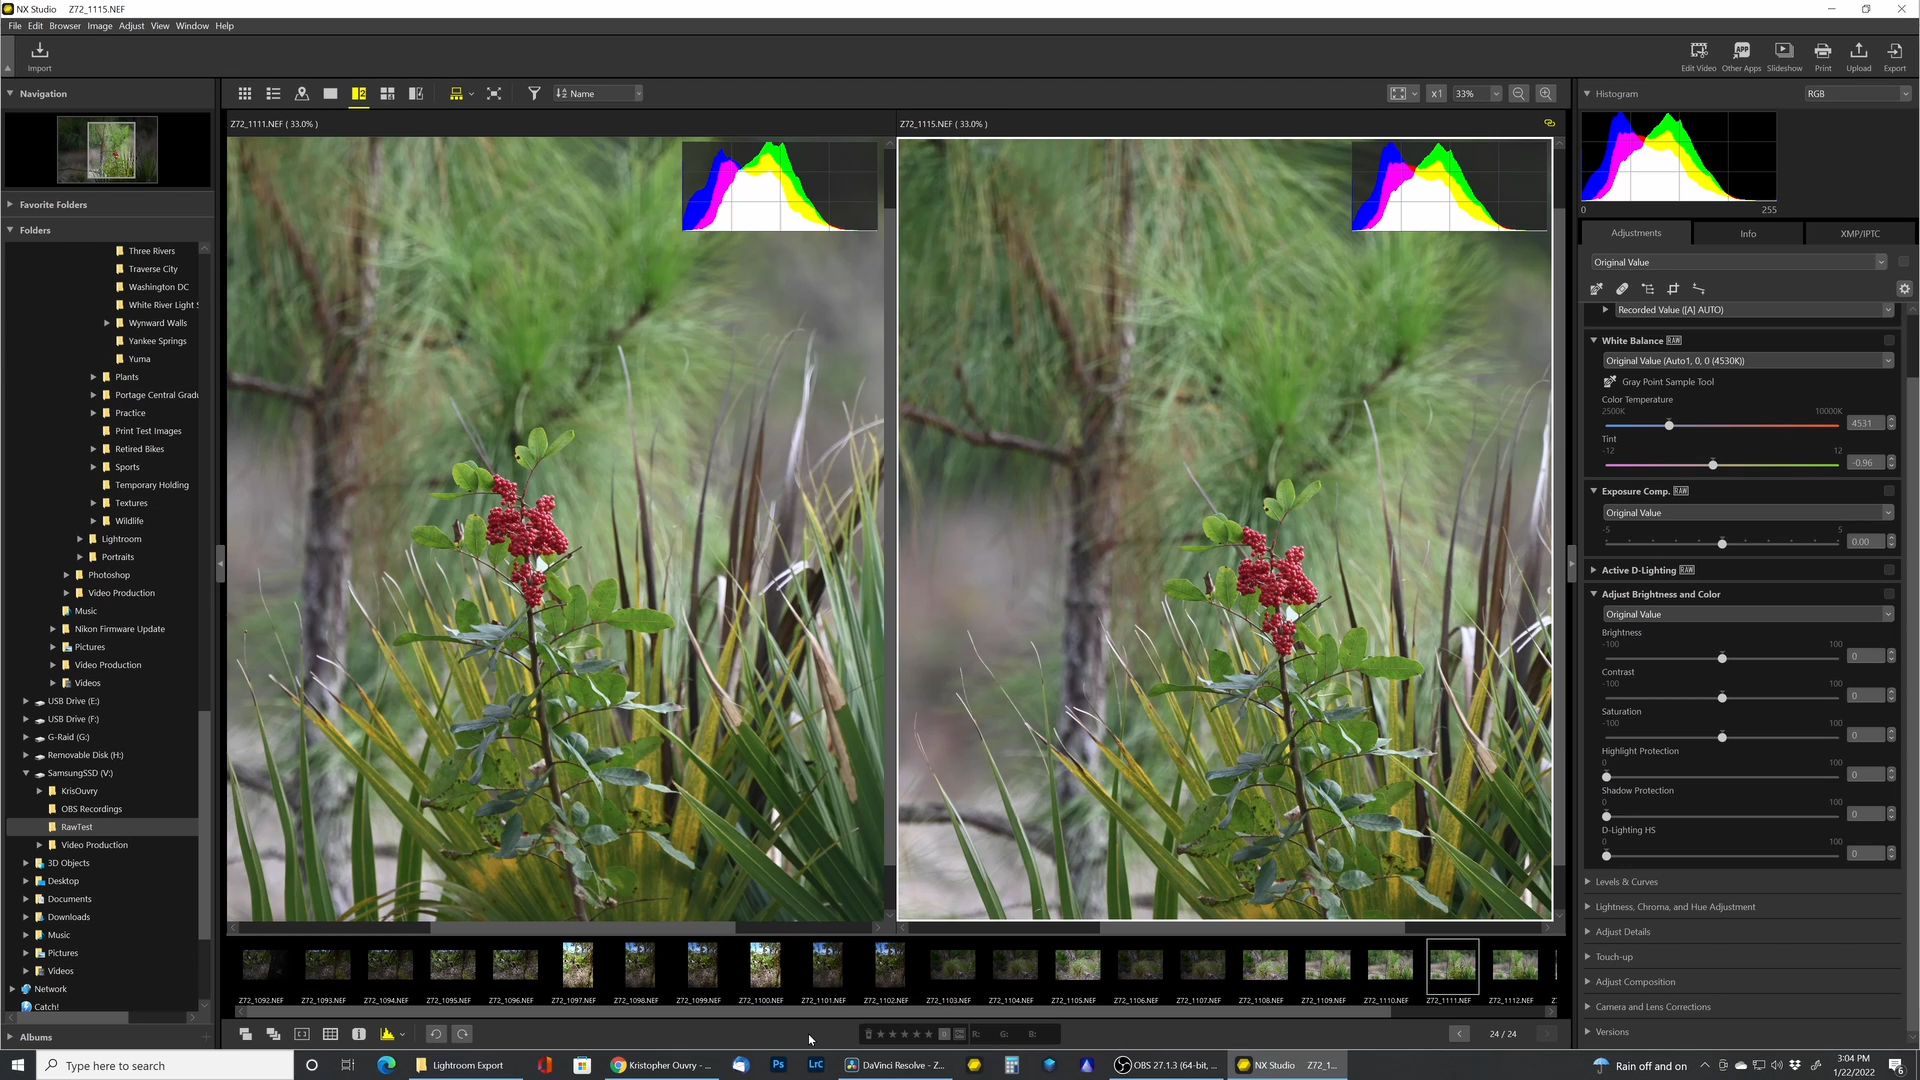 NX Studio Z72_1115.NEF
File Edit Browser Image Adjust View Window Help
Import
Edit Video Other Apps Slideshow Print Upload Export
Navigation
Name
x1 33%
Histogram RGB
Z72_1111.NEF ( 33.0% )
Z72_1115.NEF ( 33.0% )
0 255
Favorite Folders
Folders
Three Rivers
Traverse City
Washington DC
White River Light S
Wynward Walls
Yankee Springs
Yuma
Plants
Portage Central Gradu
Practice
Print Test Images
Retired Bikes
Sports
Temporary Holding
Textures
Wildlife
Lightroom
Portraits
Photoshop
Video Production
Music
Nikon Firmware Update
Pictures
Video Production
Videos
USB Drive (E:)
USB Drive (F:)
G-Raid (G:)
Removable Disk (H:)
SamsungSSD (V:)
KrisOuvry
OBS Recordings
RawTest
Video Production
3D Objects
Desktop
Documents
Downloads
Music
Pictures
Videos
Network
Catch!
Albums
Adjustments Info XMP/IPTC
Original Value
Recorded Value ([A] AUTO)
White Balance RAW
Original Value (Auto1, 0, 0 (4530K))
Gray Point Sample Tool
Color Temperature
2500K 10000K
4531
Tint
-12 12
-0.96
Exposure Comp. RAW
Original Value
-5 5
0.00
Active D-Lighting RAW
Adjust Brightness and Color
Original Value
Brightness
-100 100
0
Contrast
-100 100
0
Saturation
-100 100
0
Highlight Protection
0 100
0
Shadow Protection
0 100
0
D-Lighting HS
0 100
0
Levels & Curves
Lightness, Chroma, and Hue Adjustment
Adjust Details
Touch-up
Adjust Composition
Camera and Lens Corrections
Versions
Z72_1092.NEF Z72_1093.NEF Z72_1094.NEF Z72_1095.NEF Z72_1096.NEF Z72_1097.NEF Z72_1098.NEF Z72_1099.NEF Z72_1100.NEF Z72_1101.NEF Z72_1102.NEF Z72_1103.NEF Z72_1104.NEF Z72_1105.NEF Z72_1106.NEF Z72_1107.NEF Z72_1108.NEF Z72_1109.NEF Z72_1110.NEF Z72_1111.NEF Z72_1112.NEF
R: G: B:
24 / 24
Type here to search
Lightroom Export
Kristopher Ouvry - ...
Ps
LrC
DaVinci Resolve - Z...
OBS 27.1.3 (64-bit, ...
NX Studio Z72_1...
Rain off and on
3:04 PM
1/22/2022
6